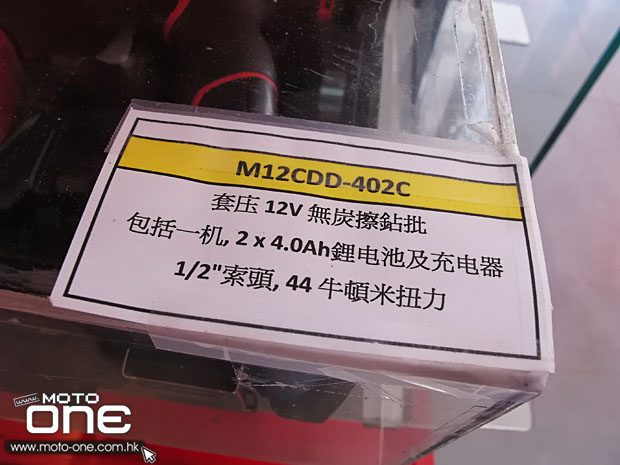 M12CDD-402C
套庄 12V 無炭擦鉆批
包括一机, 2 x 4.0Ah鋰电池及充电器
1/2"索頭, 44 牛頓米扭力
www.
MOTO
ONE
www.moto-one.com.hk